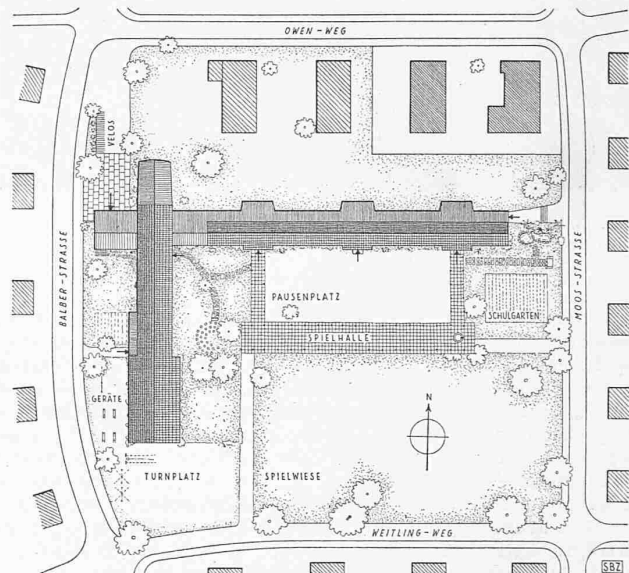 OWEN-WEG
VELOS
BALBER-STRASSE
MOOS-STRASSE
PAUSENPLATZ
SCHULGARTEN
SPIELHALLE
GERÄTE
N
TURNPLATZ
SPIELWIESE
WEITLING-WEG
SBZ